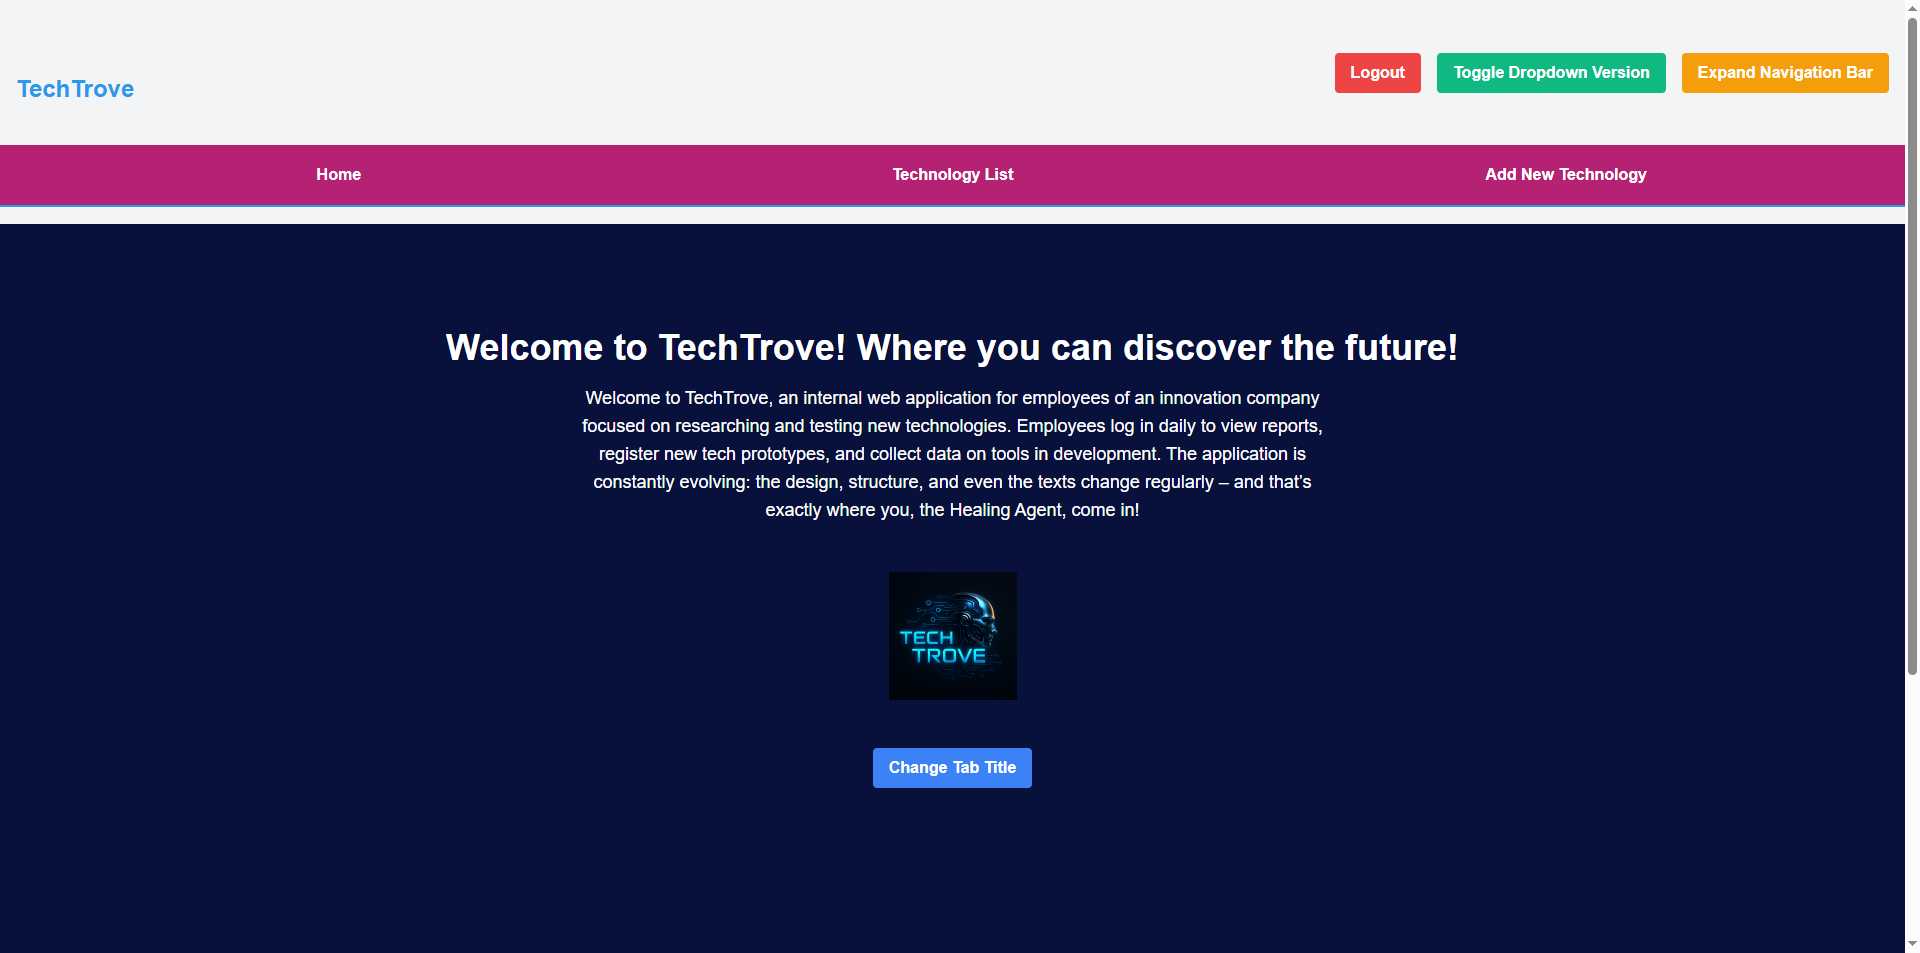 TechTrove
Logout
Toggle Dropdown Version
Expand Navigation Bar
Home
Technology List
Add New Technology
Welcome to TechTrove! Where you can discover the future!
Welcome to TechTrove, an internal web application for employees of an innovation company
focused on researching and testing new technologies. Employees log in daily to view reports,
register new tech prototypes, and collect data on tools in development. The application is
constantly evolving: the design, structure, and even the texts change regularly – and that's
exactly where you, the Healing Agent, come in!
TECH
TROVE
Change Tab Title